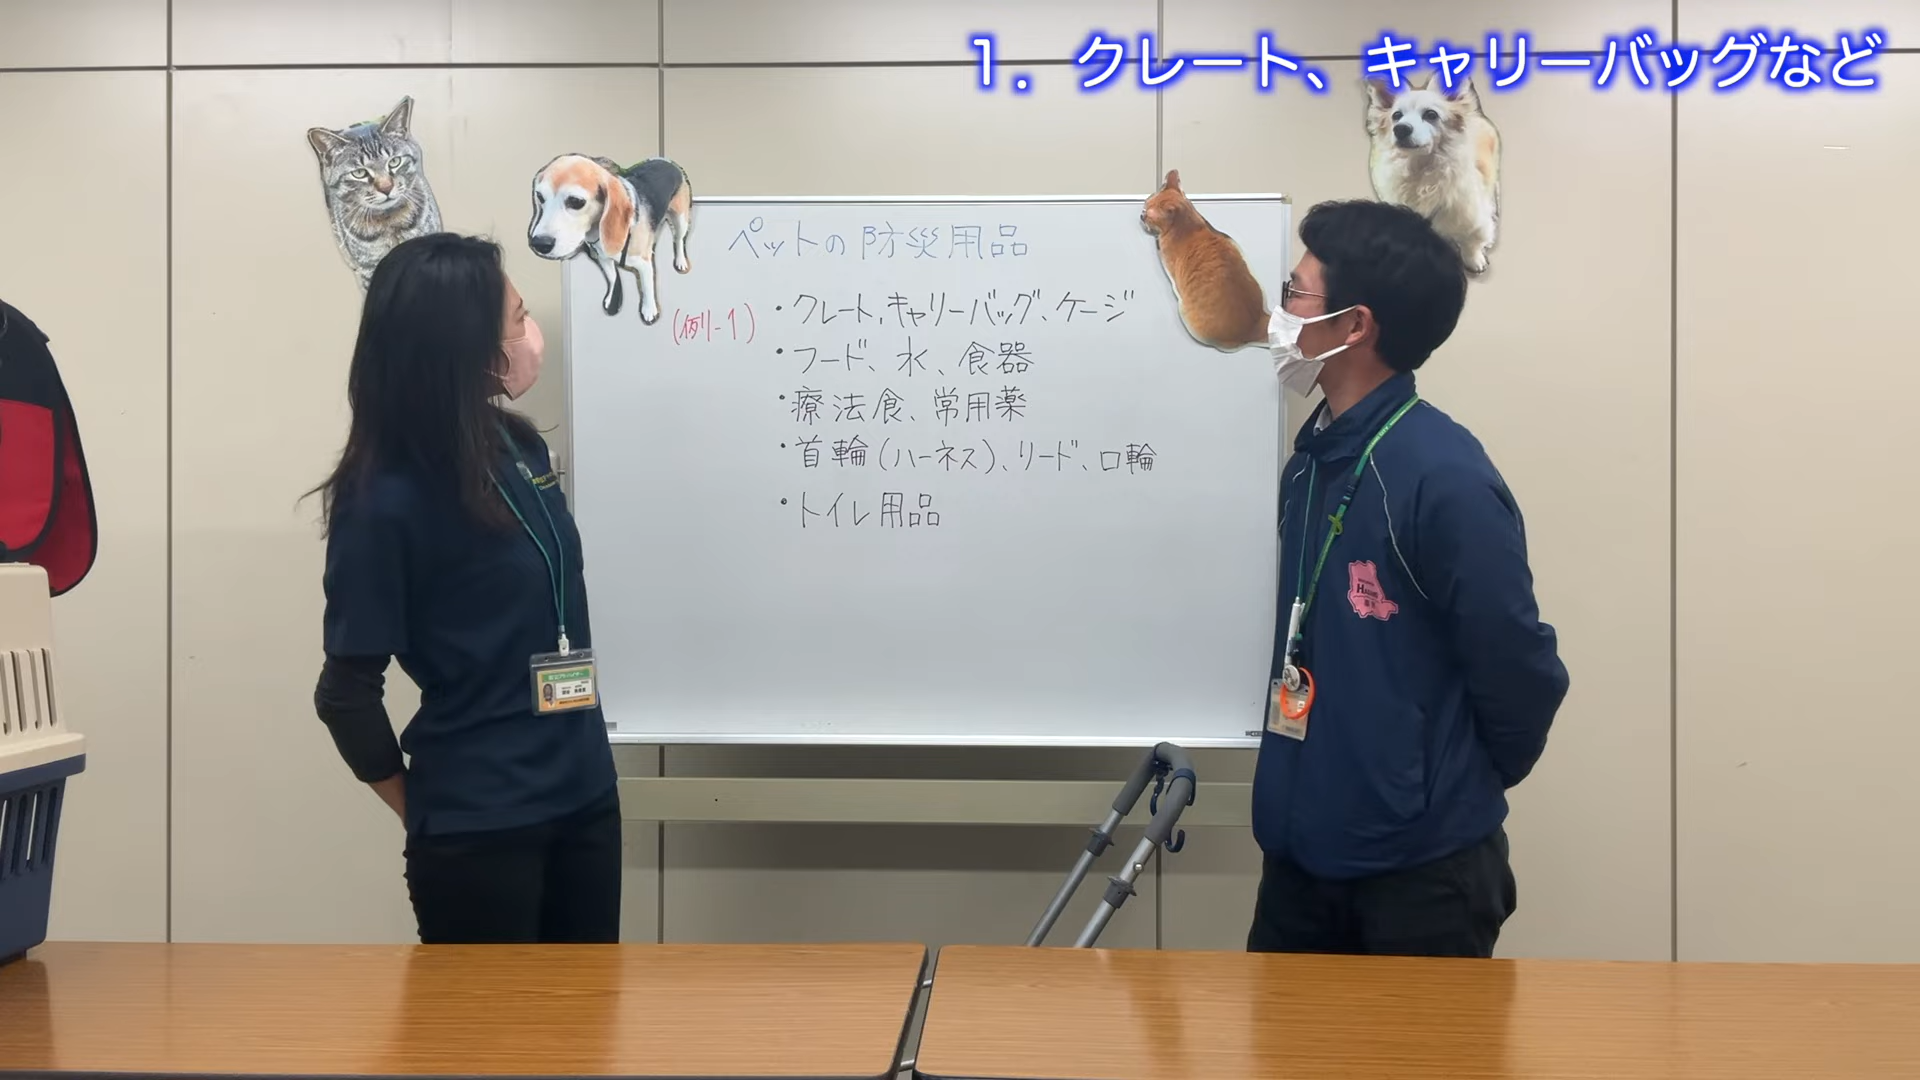 1. クレート、キャリーバッグなど
ペットの防災用品
(例-1)
・クレート、キャリーバッグ、ケージ
・フード、水、食器
・療法食、常用薬
・首輪(ハーネス)、リード、口輪
・トイレ用品